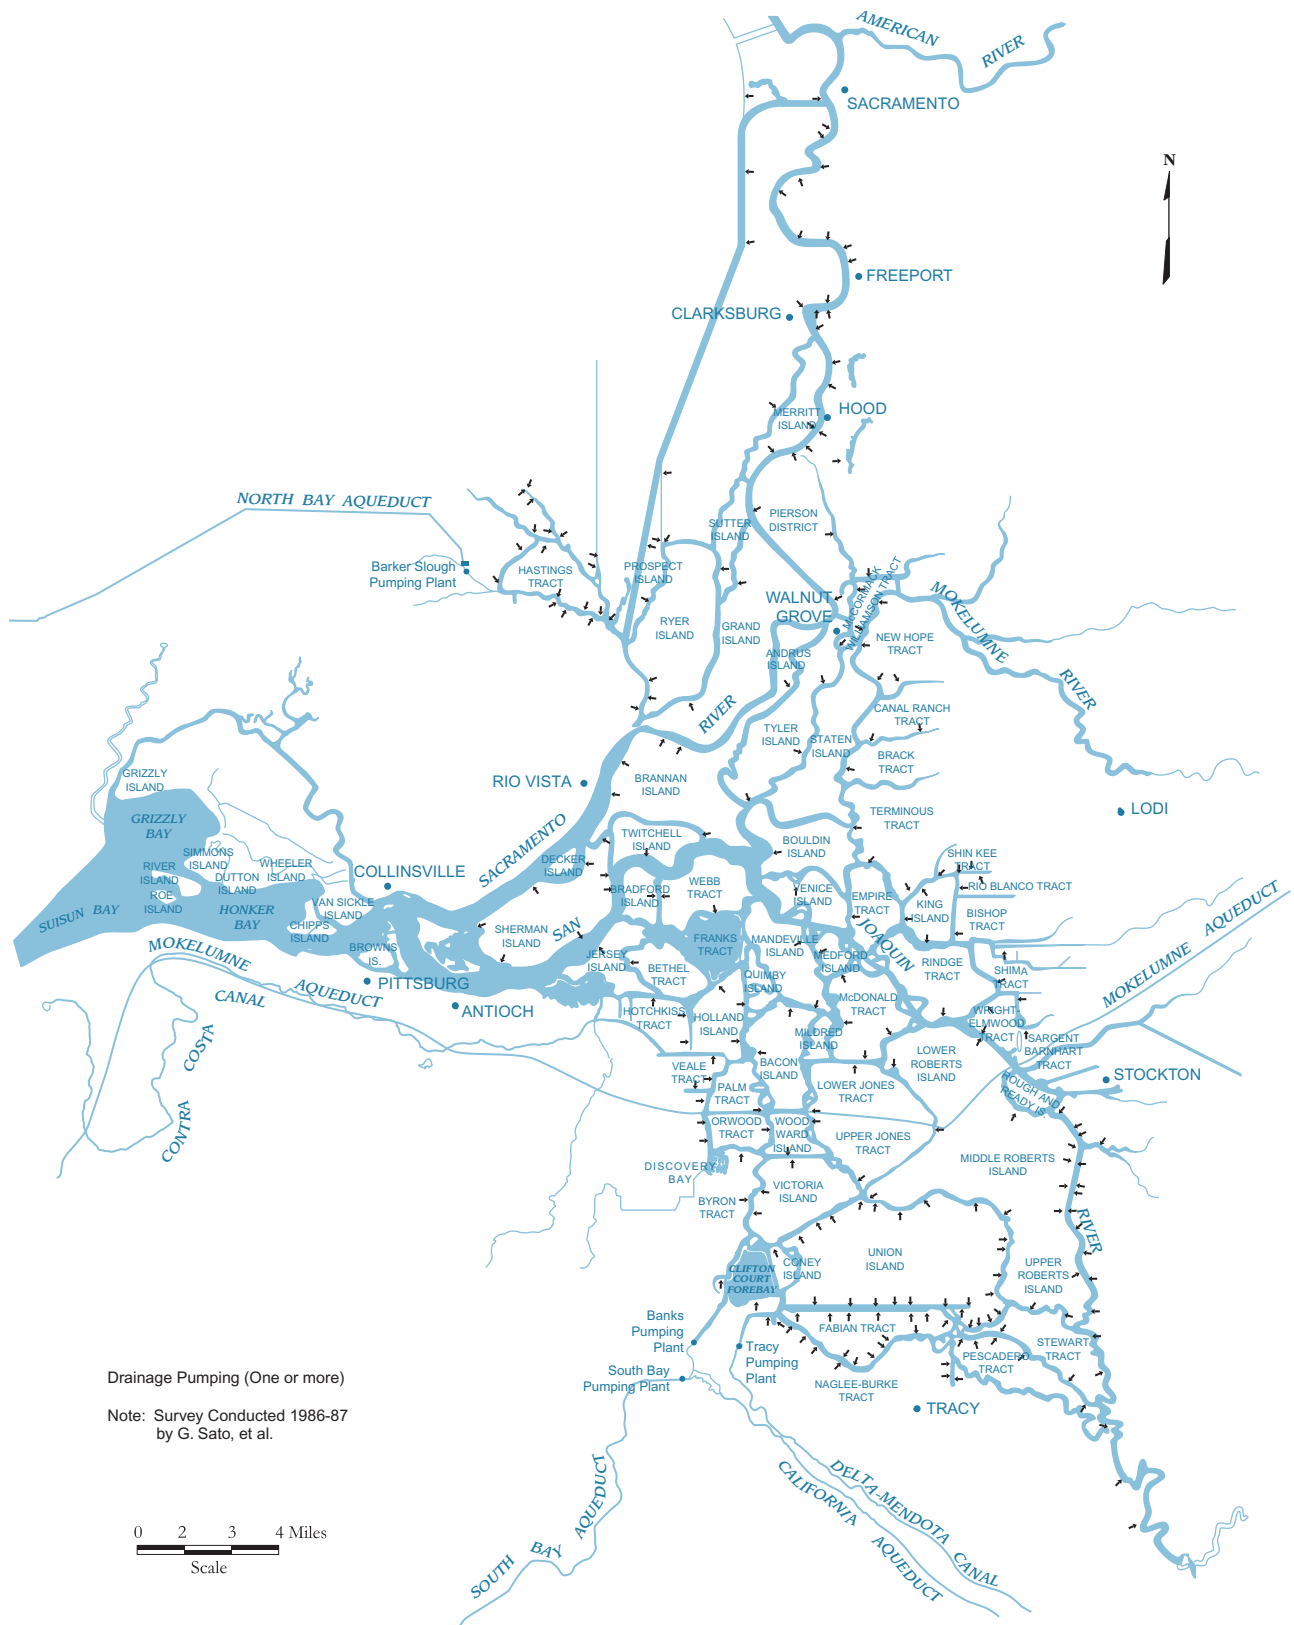 AMERICAN
RIVER
SACRAMENTO
N
FREEPORT
CLARKSBURG
MERRITT
ISLAND
HOOD
NORTH BAY AQUEDUCT
SUTTER
ISLAND
PIERSON
DISTRICT
Barker Slough
Pumping Plant
HASTINGS
TRACT
PROSPECT
ISLAND
McCORMACK
WILLIAMSON TRACT
MOKELUMNE
RIVER
WALNUT
GROVE
RYER
ISLAND
GRAND
ISLAND
NEW HOPE
TRACT
ANDRUS
ISLAND
RIVER
CANAL RANCH
TRACT
TYLER
ISLAND
STATEN
ISLAND
BRACK
TRACT
GRIZZLY
ISLAND
RIO VISTA
BRANNAN
ISLAND
LODI
GRIZZLY
BAY
TERMINOUS
TRACT
SACRAMENTO
TWITCHELL
ISLAND
BOULDIN
ISLAND
SIMMONS
ISLAND
WHEELER
ISLAND
RIVER
ISLAND
DUTTON
ISLAND
COLLINSVILLE
DECKER
ISLAND
SHIN KEE
TRACT
RIO BLANCO TRACT
BRADFORD
ISLAND
WEBB
TRACT
VENICE
ISLAND
EMPIRE
TRACT
KING
ISLAND
BISHOP
TRACT
ROE
ISLAND
VAN SICKLE
ISLAND
SUISUN BAY
HONKER
BAY
CHIPPS
ISLAND
BROWNS
IS.
SHERMAN
ISLAND
SAN
JOAQUIN
FRANKS
TRACT
MANDEVILLE
ISLAND
MEDFORD
ISLAND
JERSEY
ISLAND
BETHEL
TRACT
QUIMBY
ISLAND
RINDGE
TRACT
SHIMA
TRACT
MOKELUMNE AQUEDUCT
MOKELUMNE
AQUEDUCT
PITTSBURG
CANAL
ANTIOCH
HOTCHKISS
TRACT
HOLLAND
ISLAND
McDONALD
TRACT
WRIGHT-
ELMWOOD
TRACT
MILDRED
ISLAND
SARGENT
BARNHART
TRACT
COSTA
CONTRA
VEALE
TRACT
BACON
ISLAND
LOWER
ROBERTS
ISLAND
STOCKTON
PALM
TRACT
LOWER JONES
TRACT
ROUGH AND
READY IS.
ORWOOD
TRACT
WOOD
WARD
ISLAND
UPPER JONES
TRACT
DISCOVERY
BAY
MIDDLE ROBERTS
ISLAND
VICTORIA
ISLAND
BYRON
TRACT
RIVER
UNION
ISLAND
CONEY
ISLAND
UPPER
ROBERTS
ISLAND
CLIFTON
COURT
FOREBAY
Banks
Pumping
Plant
FABIAN TRACT
Tracy
Pumping
Plant
STEWART
TRACT
PESCADERO
TRACT
South Bay
Pumping Plant
NAGLEE-BURKE
TRACT
TRACY
Drainage Pumping (One or more)
Note: Survey Conducted 1986-87
by G. Sato, et al.
DELTA-MENDOTA CANAL
CALIFORNIA AQUEDUCT
SOUTH BAY AQUEDUCT
0 2 3 4 Miles
Scale